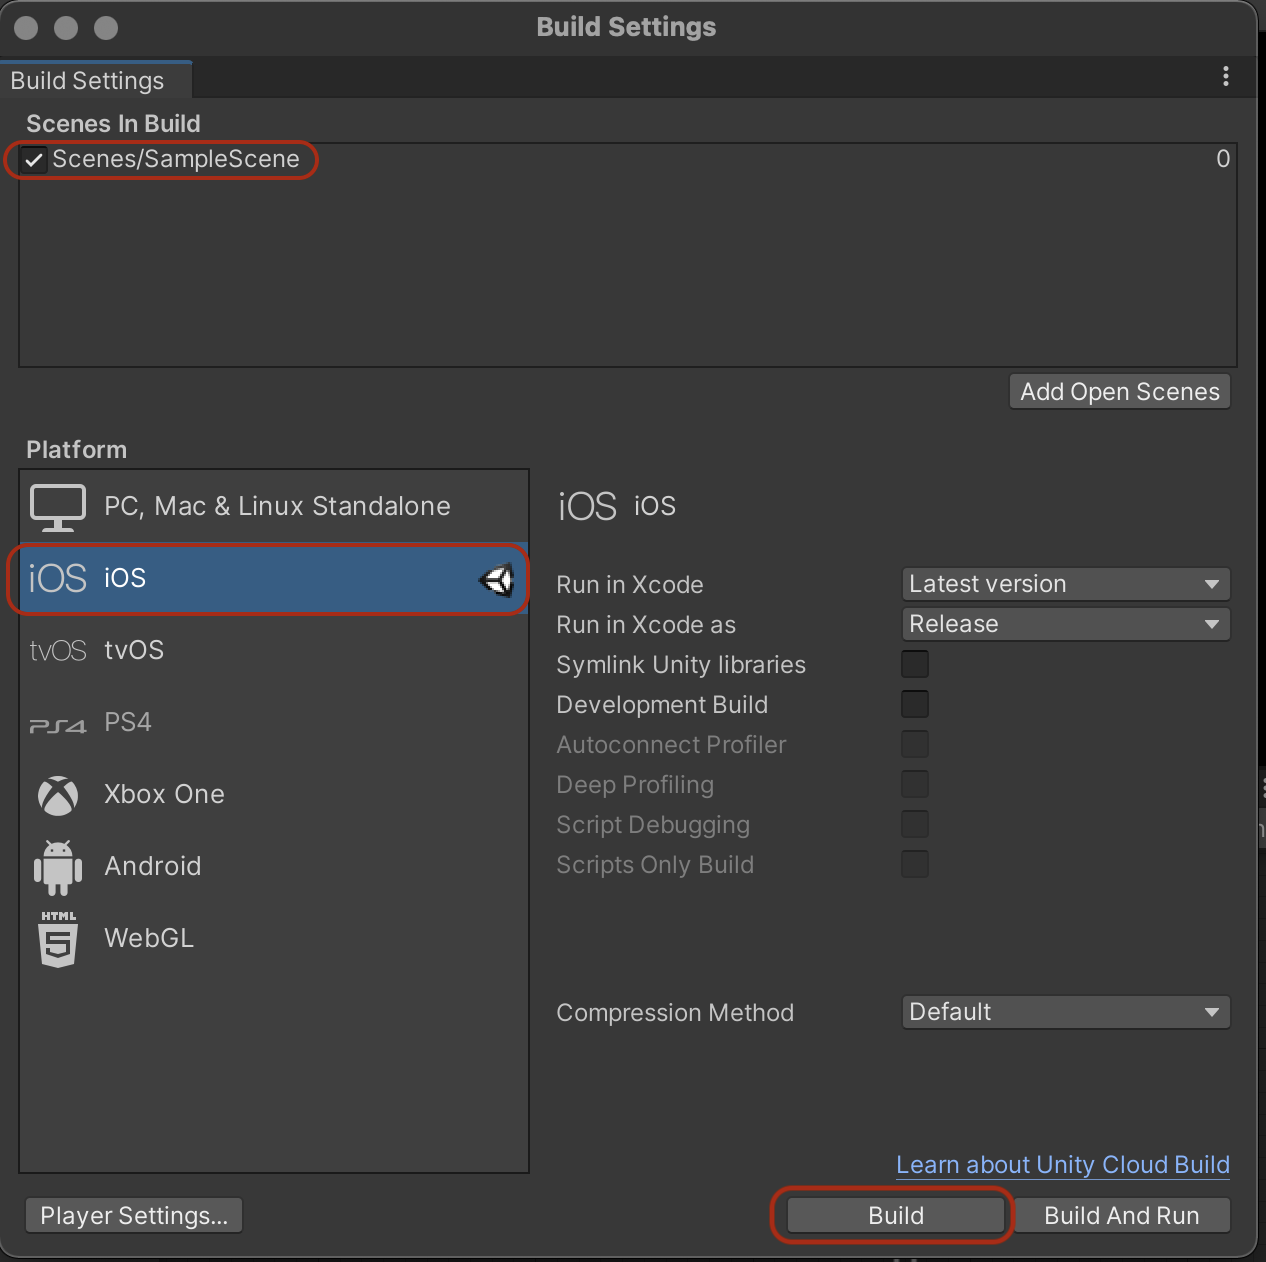 Build Settings
Build Settings
Scenes In Build
Scenes/SampleScene 0
Add Open Scenes
Platform
PC, Mac & Linux Standalone
iOS iOS
tvOS tvOS
PS4 PS4
Xbox One
Android
HTML 5 WebGL
iOS iOS
Run in Xcode Latest version
Run in Xcode as Release
Symlink Unity libraries
Development Build
Autoconnect Profiler
Deep Profiling
Script Debugging
Scripts Only Build
Compression Method Default
Learn about Unity Cloud Build
Player Settings... Build Build And Run